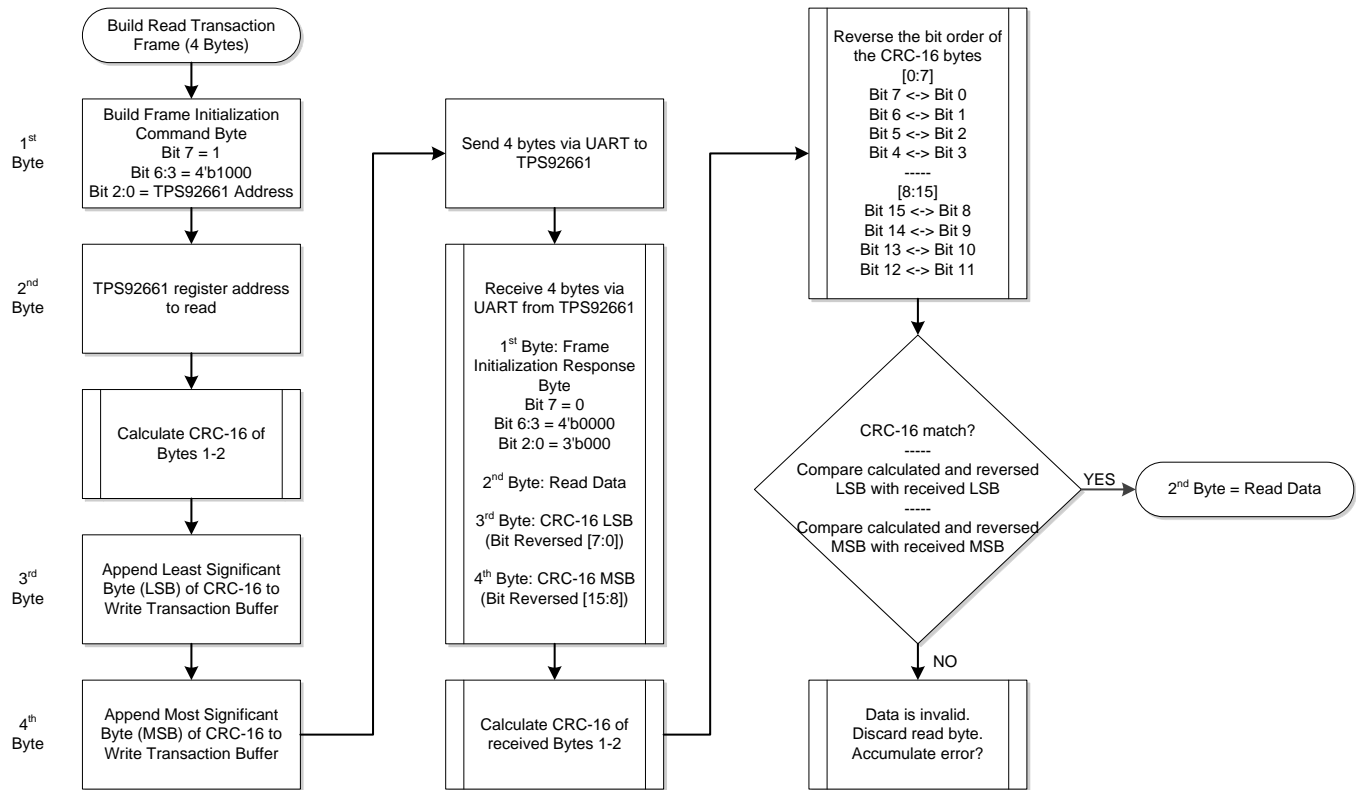 Build Read Transaction
Frame (4 Bytes)
1st
Byte
Build Frame Initialization
Command Byte
Bit 7 = 1
Bit 6:3 = 4'b1000
Bit 2:0 = TPS92661 Address
2nd
Byte
TPS92661 register address
to read
Calculate CRC-16 of
Bytes 1-2
3rd
Byte
Append Least Significant
Byte (LSB) of CRC-16 to
Write Transaction Buffer
4th
Byte
Append Most Significant
Byte (MSB) of CRC-16 to
Write Transaction Buffer
Send 4 bytes via UART to
TPS92661
Receive 4 bytes via
UART from TPS92661
1st Byte: Frame
Initialization Response
Byte
Bit 7 = 0
Bit 6:3 = 4'b0000
Bit 2:0 = 3'b000
2nd Byte: Read Data
3rd Byte: CRC-16 LSB
(Bit Reversed [7:0])
4th Byte: CRC-16 MSB
(Bit Reversed [15:8])
Calculate CRC-16 of
received Bytes 1-2
Reverse the bit order of
the CRC-16 bytes
[0:7]
Bit 7 <-> Bit 0
Bit 6 <-> Bit 1
Bit 5 <-> Bit 2
Bit 4 <-> Bit 3
-----
[8:15]
Bit 15 <-> Bit 8
Bit 14 <-> Bit 9
Bit 13 <-> Bit 10
Bit 12 <-> Bit 11
CRC-16 match?
-----
Compare calculated and reversed
LSB with received LSB
-----
Compare calculated and reversed
MSB with received MSB
YES
2nd Byte = Read Data
NO
Data is invalid.
Discard read byte.
Accumulate error?